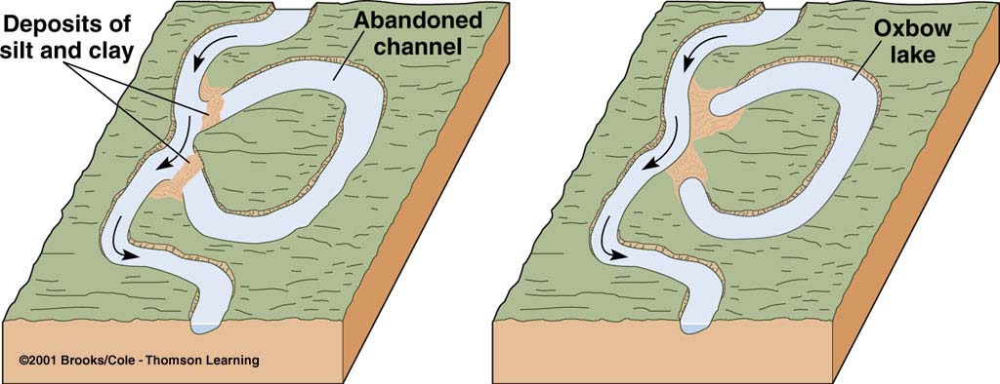 Deposits of
silt and clay
Abandoned
channel
Oxbow
lake
©2001 Brooks/Cole - Thomson Learning